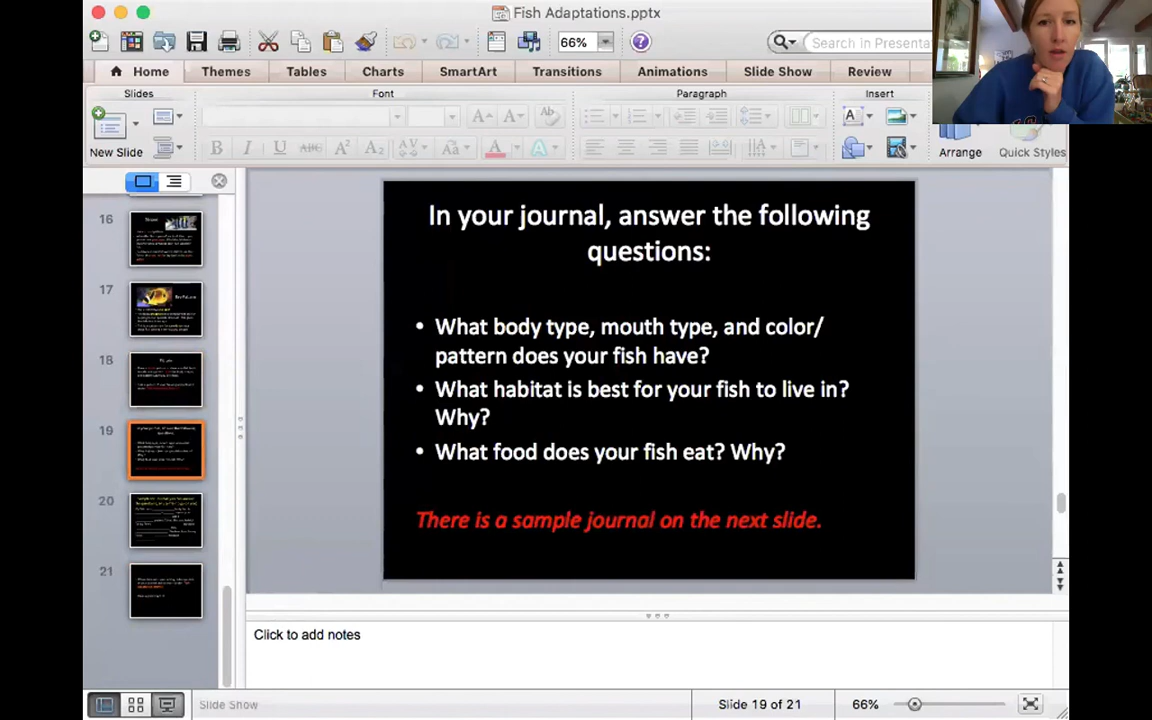 Fish Adaptations.pptx
66%
Search In Presenta
Home Themes Tables Charts SmartArt Transitions Animations Slide Show Review
Slides Font Paragraph Insert
New Slide Arrange Quick Styles
16
17
18
19
20
21
In your journal, answer the following
questions:
• What body type, mouth type, and color/
pattern does your fish have?
• What habitat is best for your fish to live in?
Why?
• What food does your fish eat? Why?
There is a sample journal on the next slide.
Click to add notes
Slide Show Slide 19 of 21 66%